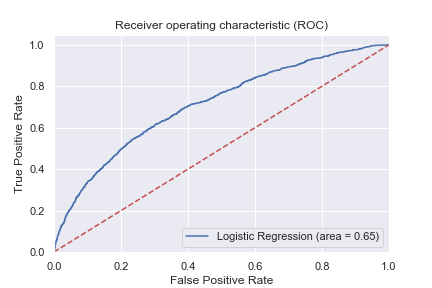 Receiver operating characteristic (ROC)
1.0
0.8
0.6
0.4
0.2
0.0
True Positive Rate
Logistic Regression (area = 0.65)
0.0 0.2 0.4 0.6 0.8 1.0
False Positive Rate